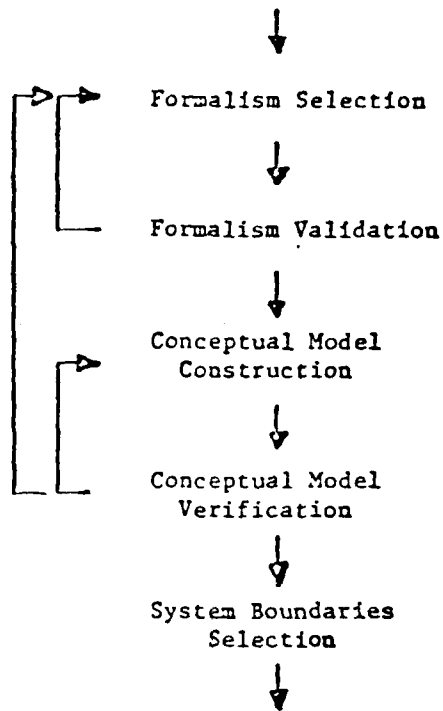 Formalism Selection
Formalism Validation
Conceptual Model
Construction
Conceptual Model
Verification
System Boundaries
Selection